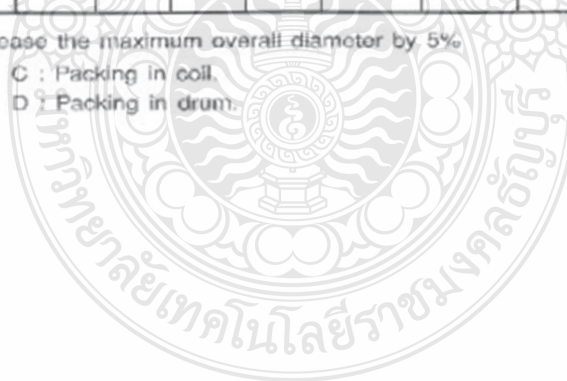 ease the maximum overall diameter by 5%
C : Packing in coil.
D : Packing in drum.
มหาวิทยาลัยเทคโนโลยีราชมงคลธัญบุรี